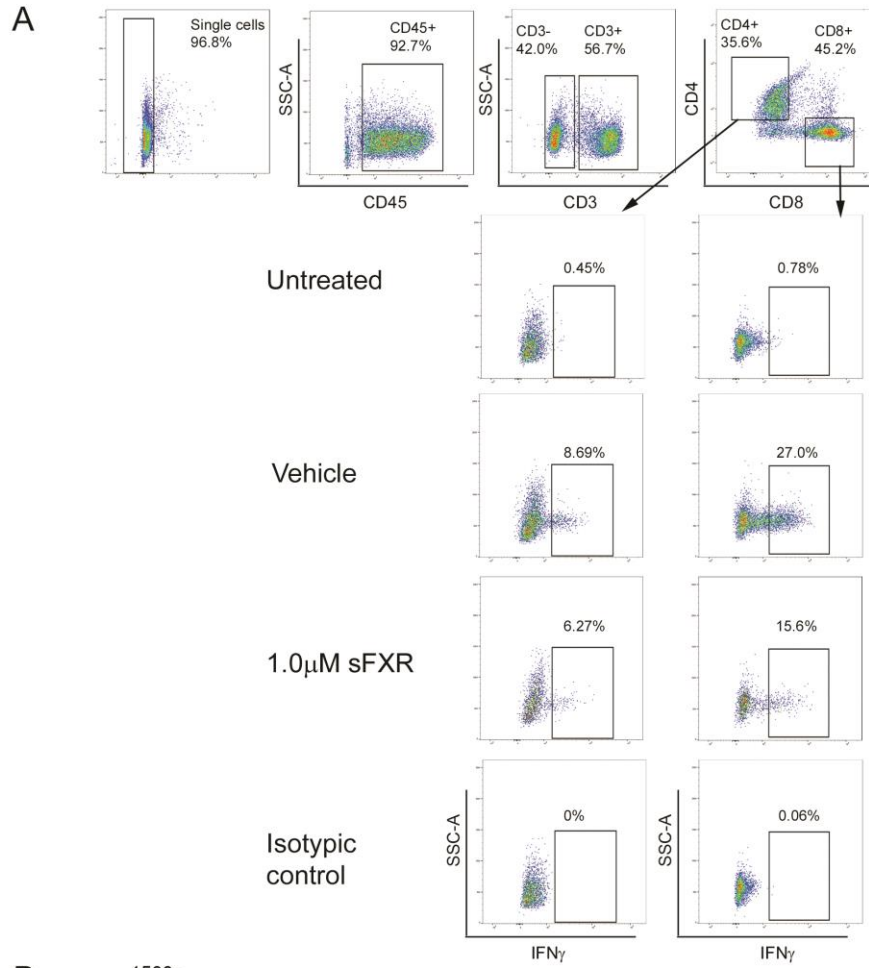 A
Single cells
96.8%
CD45+
92.7%
CD3-
42.0%
CD3+
56.7%
CD4+
35.6%
CD8+
45.2%
SSC-A
SSC-A
CD4
CD45
CD3
CD8
Untreated
0.45%
0.78%
Vehicle
8.69%
27.0%
1.0μM sFXR
6.27%
15.6%
Isotypic
control
SSC-A
0%
SSC-A
0.06%
IFNγ
IFNγ